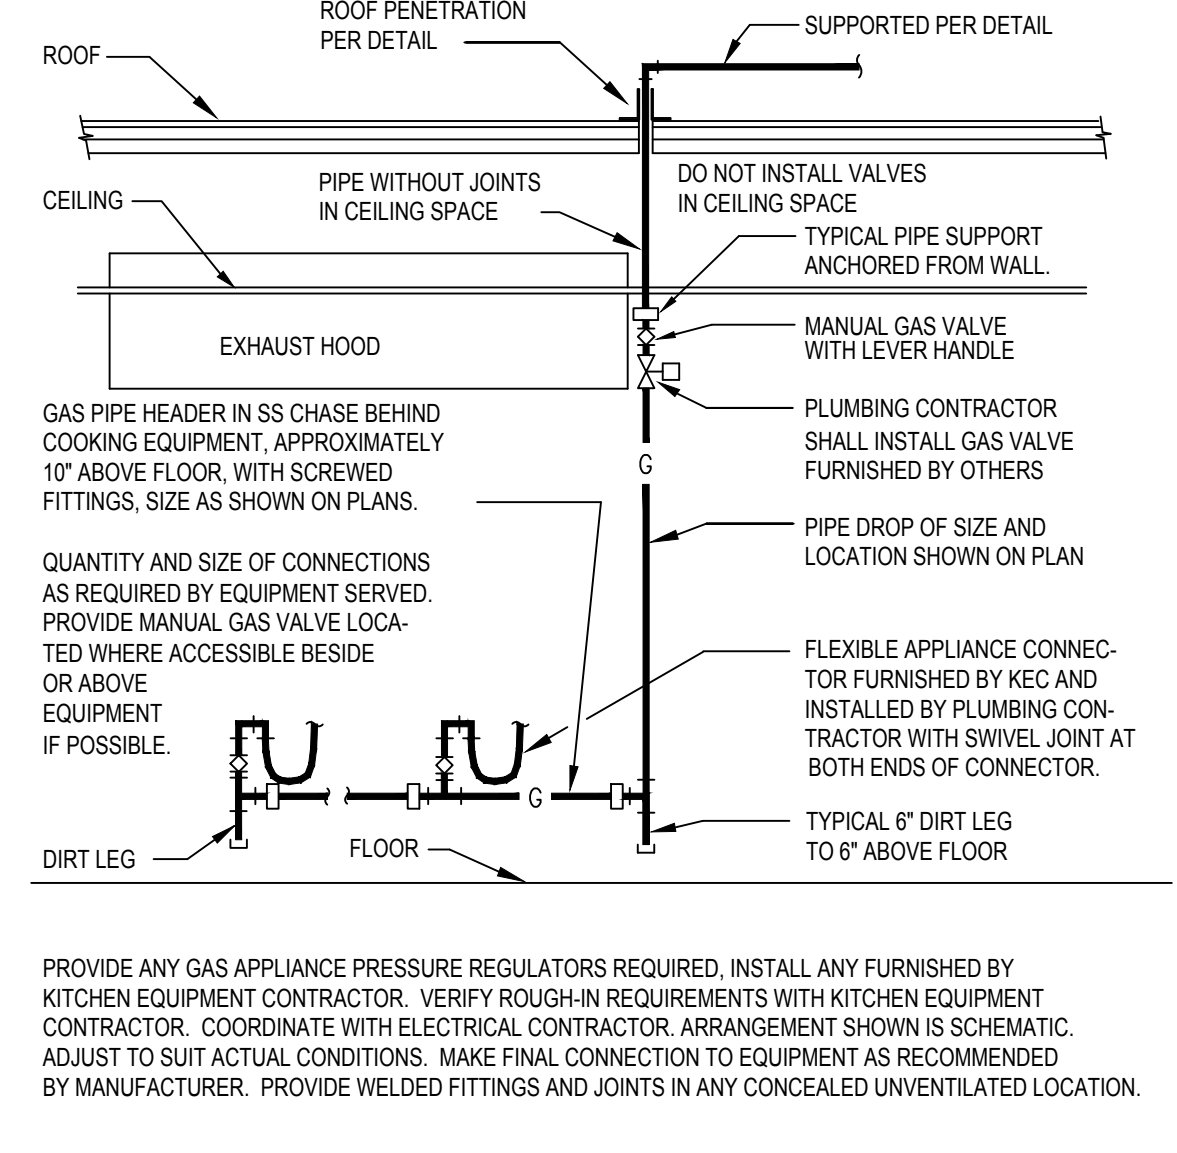 ROOF PENETRATION
PER DETAIL
SUPPORTED PER DETAIL
ROOF
PIPE WITHOUT JOINTS
IN CEILING SPACE
DO NOT INSTALL VALVES
IN CEILING SPACE
CEILING
TYPICAL PIPE SUPPORT
ANCHORED FROM WALL.
EXHAUST HOOD
MANUAL GAS VALVE
WITH LEVER HANDLE
PLUMBING CONTRACTOR
SHALL INSTALL GAS VALVE
FURNISHED BY OTHERS
GAS PIPE HEADER IN SS CHASE BEHIND
COOKING EQUIPMENT, APPROXIMATELY
10" ABOVE FLOOR, WITH SCREWED
FITTINGS, SIZE AS SHOWN ON PLANS.
G
PIPE DROP OF SIZE AND
LOCATION SHOWN ON PLAN
QUANTITY AND SIZE OF CONNECTIONS
AS REQUIRED BY EQUIPMENT SERVED.
PROVIDE MANUAL GAS VALVE LOCA-
TED WHERE ACCESSIBLE BESIDE
OR ABOVE
EQUIPMENT
IF POSSIBLE.
FLEXIBLE APPLIANCE CONNEC-
TOR FURNISHED BY KEC AND
INSTALLED BY PLUMBING CON-
TRACTOR WITH SWIVEL JOINT AT
BOTH ENDS OF CONNECTOR.
G
TYPICAL 6" DIRT LEG
TO 6" ABOVE FLOOR
DIRT LEG
FLOOR
PROVIDE ANY GAS APPLIANCE PRESSURE REGULATORS REQUIRED, INSTALL ANY FURNISHED BY
KITCHEN EQUIPMENT CONTRACTOR.  VERIFY ROUGH-IN REQUIREMENTS WITH KITCHEN EQUIPMENT
CONTRACTOR.  COORDINATE WITH ELECTRICAL CONTRACTOR. ARRANGEMENT SHOWN IS SCHEMATIC.
ADJUST TO SUIT ACTUAL CONDITIONS.  MAKE FINAL CONNECTION TO EQUIPMENT AS RECOMMENDED
BY MANUFACTURER.  PROVIDE WELDED FITTINGS AND JOINTS IN ANY CONCEALED UNVENTILATED LOCATION.